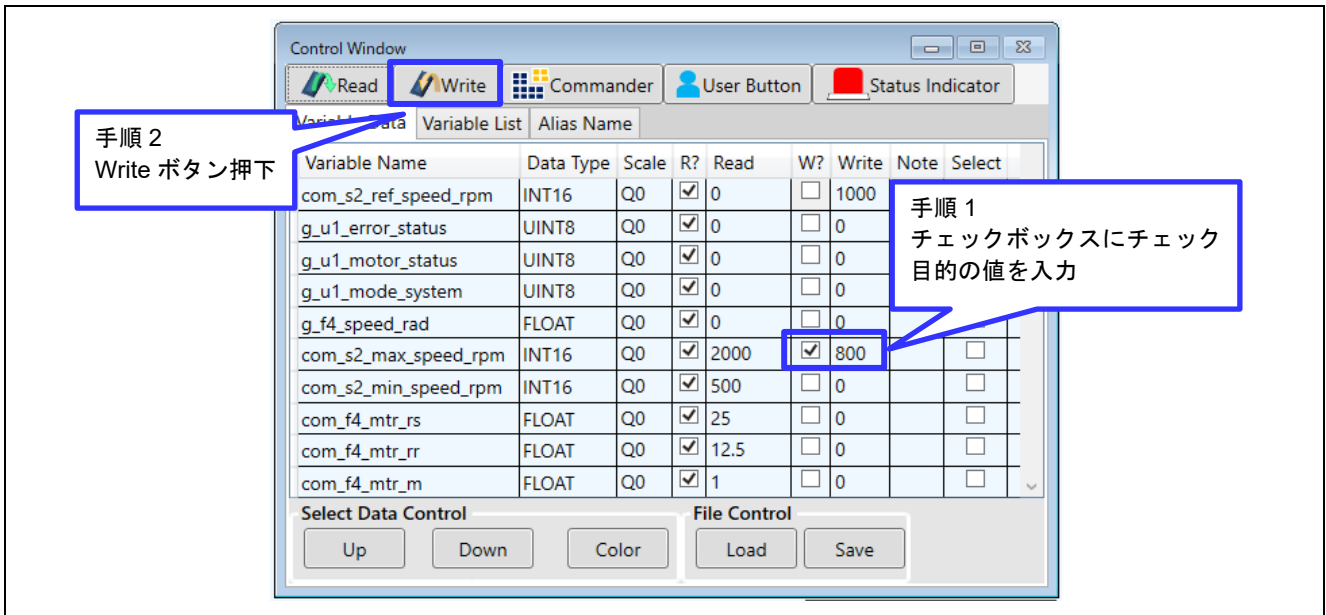 Control Window
Read Write Commander User Button Status Indicator
Variable Data Variable List Alias Name
手順 2
Write ボタン押下
Variable Name Data Type Scale R? Read W? Write Note Select
com_s2_ref_speed_rpm INT16 Q0 0 1000
g_u1_error_status UINT8 Q0 0 0
g_u1_motor_status UINT8 Q0 0 0
g_u1_mode_system UINT8 Q0 0 0
g_f4_speed_rad FLOAT Q0 0 0
com_s2_max_speed_rpm INT16 Q0 2000 800
com_s2_min_speed_rpm INT16 Q0 500 0
com_f4_mtr_rs FLOAT Q0 25 0
com_f4_mtr_rr FLOAT Q0 12.5 0
com_f4_mtr_m FLOAT Q0 1 0
手順 1
チェックボックスにチェック
目的の値を入力
Select Data Control File Control
Up Down Color Load Save